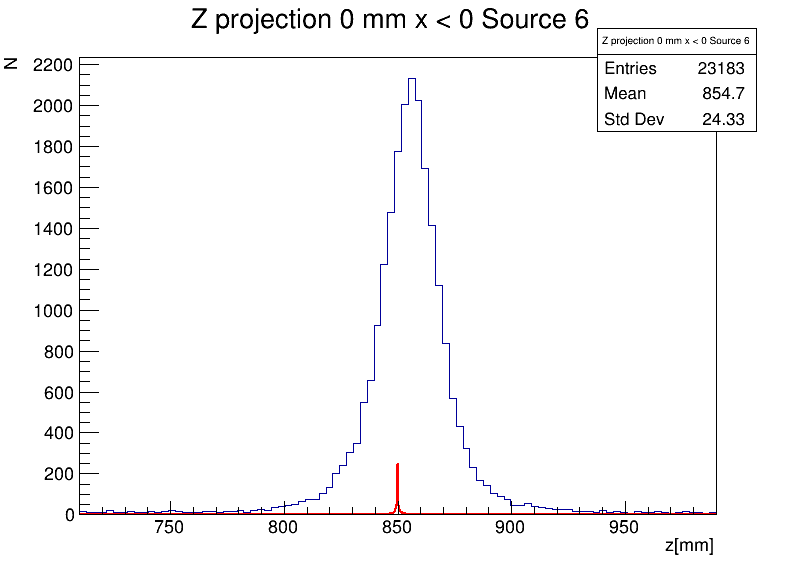 Z projection 0 mm x < 0 Source 6
Z projection 0 mm x < 0 Source 6
Entries 23183
Mean 854.7
Std Dev 24.33
N
2200
2000
1800
1600
1400
1200
1000
800
600
400
200
0
750 800 850 900 950
z[mm]